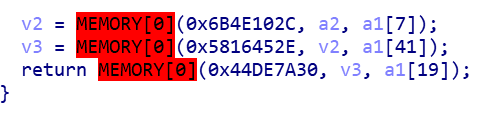 v2 = MEMORY[0](0x6B4E102C, a2, a1[7]);
v3 = MEMORY[0](0x5816452E, v2, a1[41]);
return MEMORY[0](0x44DE7A30, v3, a1[19]);
}